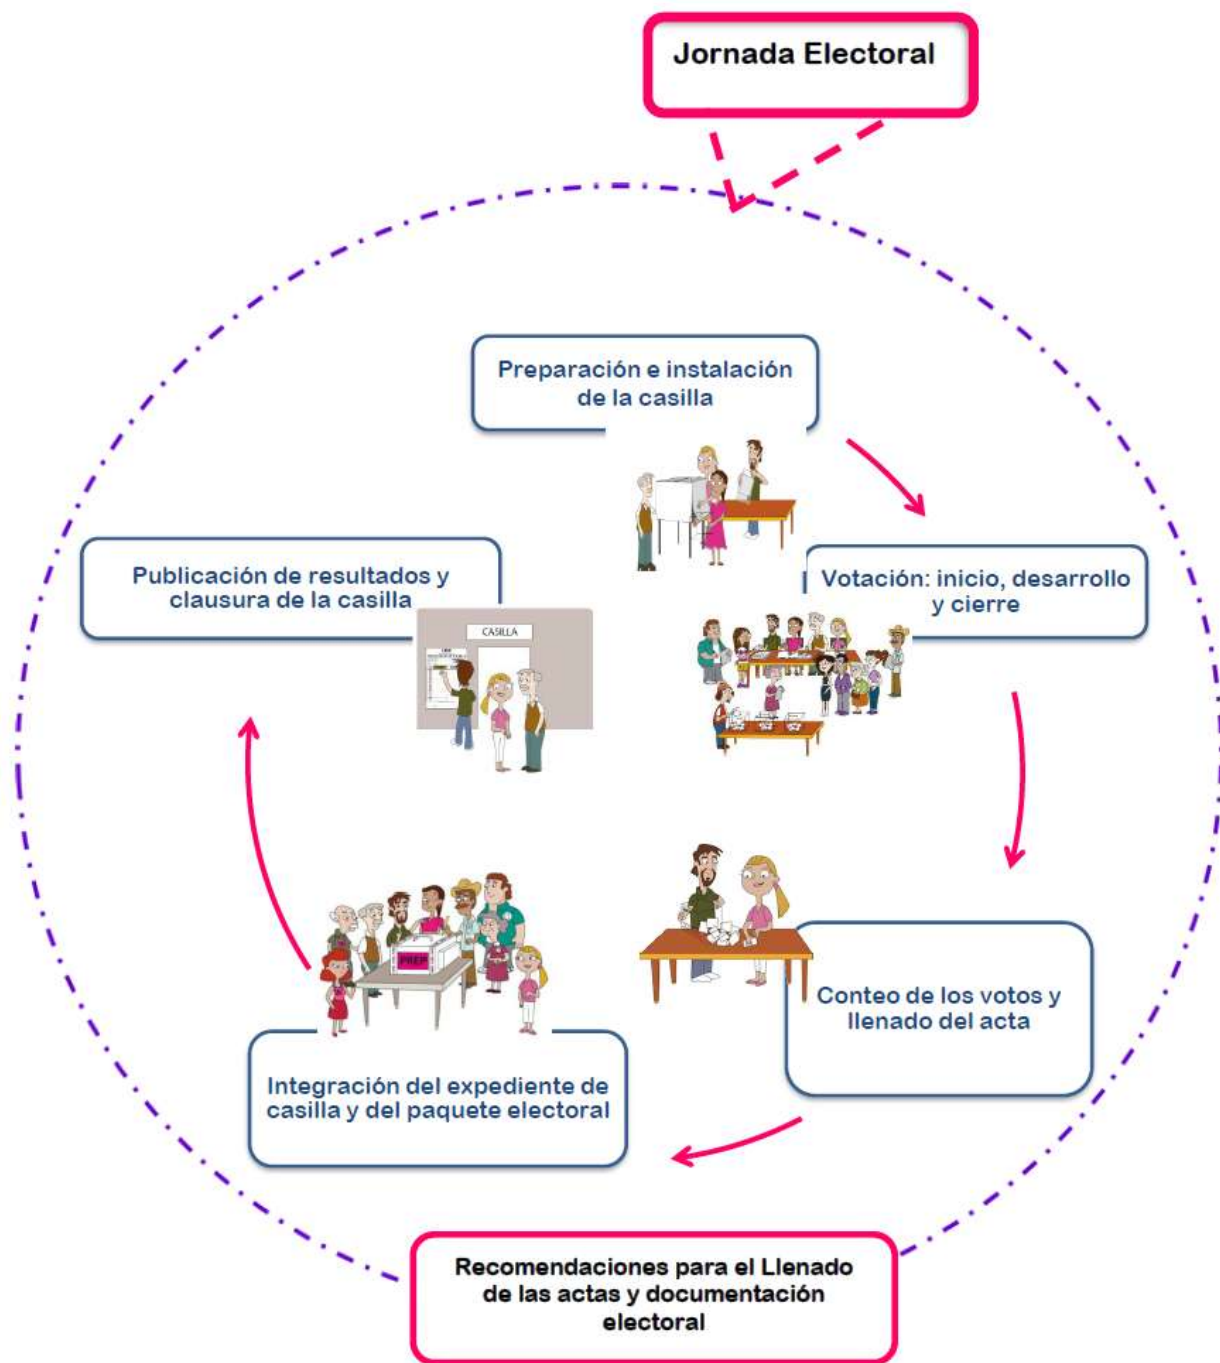 Jornada Electoral
Preparación e instalación
de la casilla
Votación: inicio, desarrollo
y cierre
Conteo de los votos y
llenado del acta
PREP
Integración del expediente de
casilla y del paquete electoral
Publicación de resultados y
clausura de la casilla
CASILLA
Recomendaciones para el Llenado
de las actas y documentación
electoral